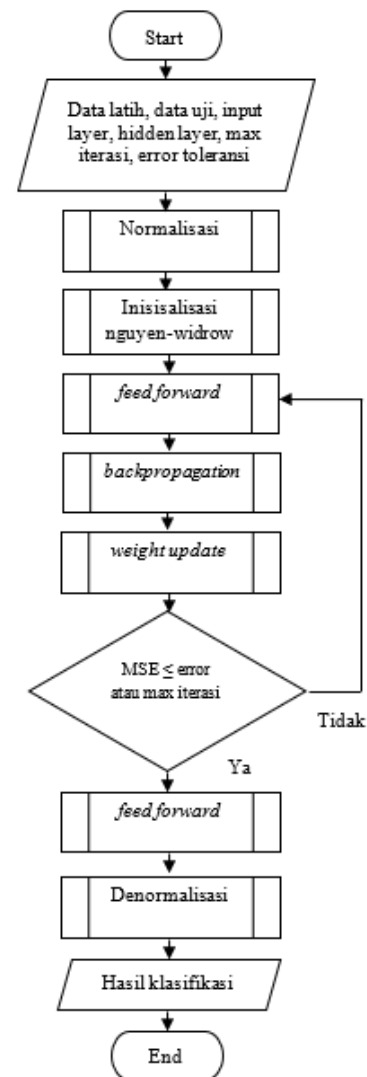 Start
Data latih, data uji, input
layer, hidden layer, max
iterasi, error toleransi
Normalisasi
Inisisalisasi
nguyen-widrow
feed forward
backpropagation
weight update
MSE ≤ error
atau max iterasi
Tidak
Ya
feed forward
Denormalisasi
Hasil klasifikasi
End